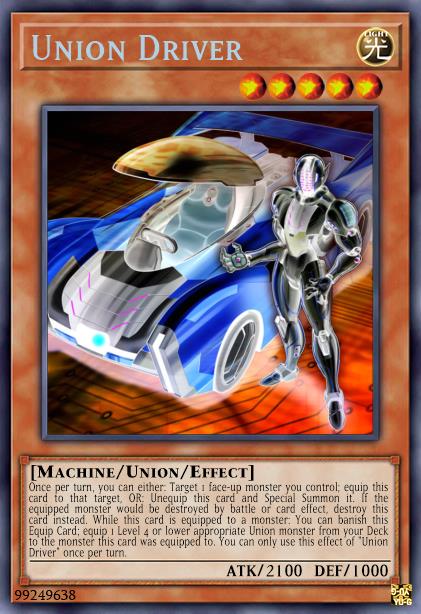 UNION DRIVER
LIGHT
光
[MACHINE/UNION/EFFECT]
Once per turn, you can either: Target 1 face-up monster you control; equip this
card to that target, OR: Unequip this card and Special Summon it. If the
equipped monster would be destroyed by battle or card effect, destroy this
card instead. While this card is equipped to a monster: You can banish this
Equip Card; equip 1 Level 4 or lower appropriate Union monster from your Deck
to the monster this card was equipped to. You can only use this effect of "Union
Driver" once per turn.
ATK/2100 DEF/1000
99249638